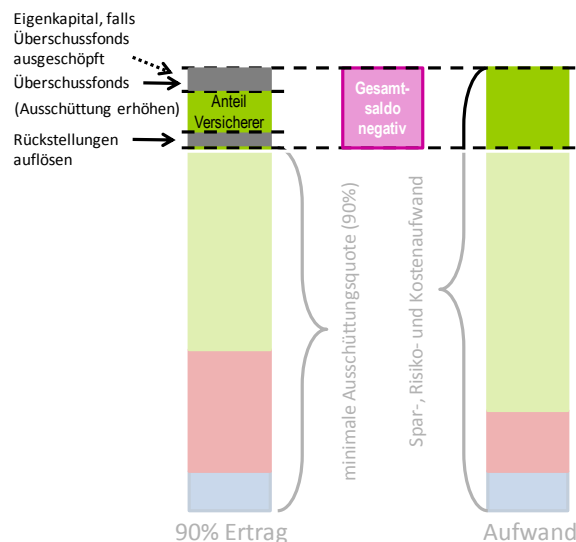 Eigenkapital, falls
Überschussfonds
ausgeschöpft
Überschussfonds
(Ausschüttung erhöhen)
Rückstellungen
auflösen
Anteil
Versicherer
Gesamt-
saldo
negativ
minimale Ausschüttungsquote (90%)
Spar-, Risiko- und Kostenaufwand
90% Ertrag
Aufwand